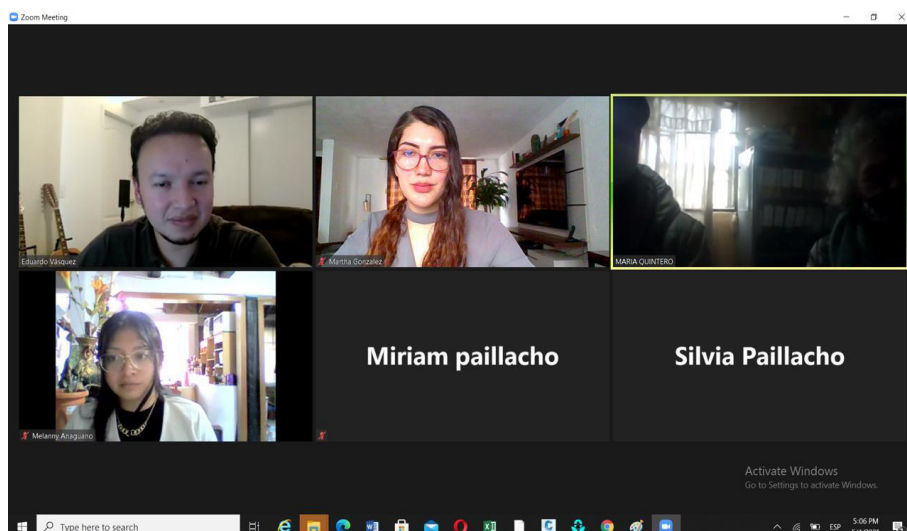 Zoom Meeting
Eduardo Vásquez
Martha Gonzalez
MARIA QUINTERO
Melanny Anaguano
Miriam paillacho
Silvia Paillacho
Activate Windows
Go to Settings to activate Windows.
Type here to search
ESP
5:06 PM